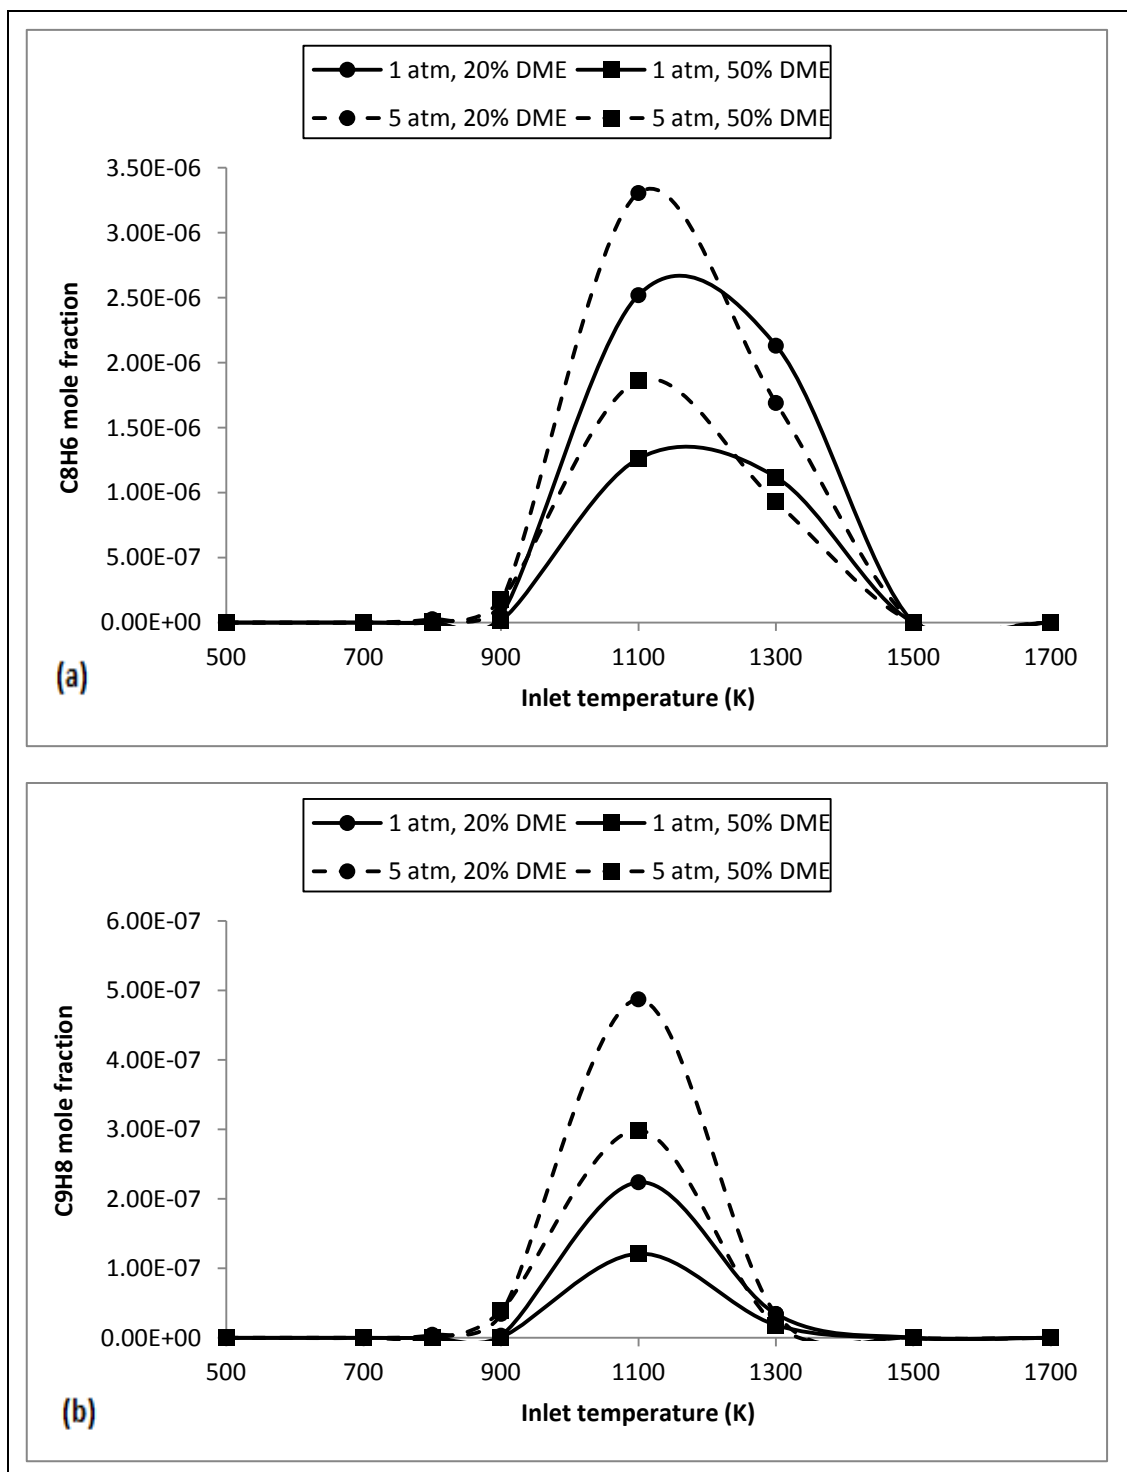 1 atm, 20% DME 1 atm, 50% DME
5 atm, 20% DME 5 atm, 50% DME
3.50E-06
3.00E-06
2.50E-06
2.00E-06
1.50E-06
1.00E-06
5.00E-07
0.00E+00
C8H6 mole fraction
500 700 900 1100 1300 1500 1700
Inlet temperature (K)
(a)
1 atm, 20% DME 1 atm, 50% DME
5 atm, 20% DME 5 atm, 50% DME
6.00E-07
5.00E-07
4.00E-07
3.00E-07
2.00E-07
1.00E-07
0.00E+00
C9H8 mole fraction
500 700 900 1100 1300 1500 1700
Inlet temperature (K)
(b)